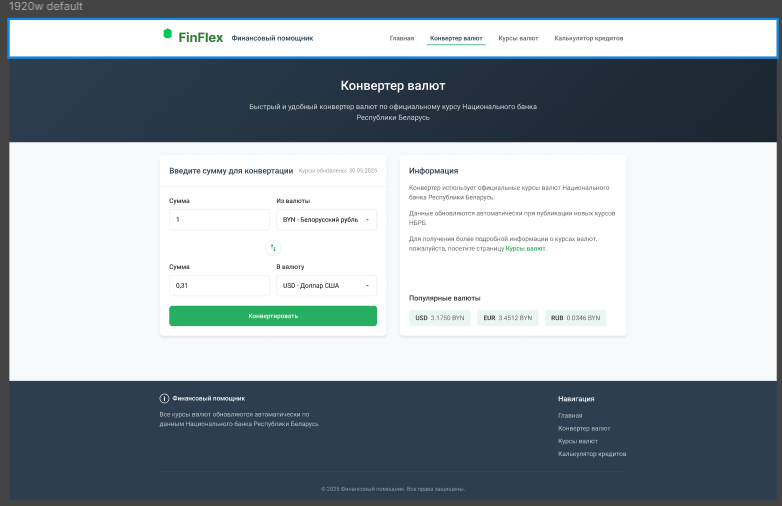 1920w default
FinFlex Финансовый помощник Главная Конвертер валют Курсы валют Калькулятор кредитов
Конвертер валют
Быстрый и удобный конвертер валют по официальному курсу Национального банка
Республики Беларусь
Введите сумму для конвертации Курсы обновлены: 30.05.2025
Сумма Из валюты
1 BYN - Белорусский рубль
Сумма В валюту
0,31 USD - Доллар США
Конвертировать
Информация
Конвертер использует официальные курсы валют Национального
банка Республики Беларусь.
Данные обновляются автоматически при публикации новых курсов
НБРБ.
Для получения более подробной информации о курсах валют,
пожалуйста, посетите страницу Курсы валют.
Популярные валюты
USD 3.1750 BYN EUR 3.4512 BYN RUB 0.0346 BYN
Финансовый помощник
Все курсы валют обновляются автоматически по
данным Национального банка Республики Беларусь
Навигация
Главная
Конвертер валют
Курсы валют
Калькулятор кредитов
© 2025 Финансовый помощник. Все права защищены.